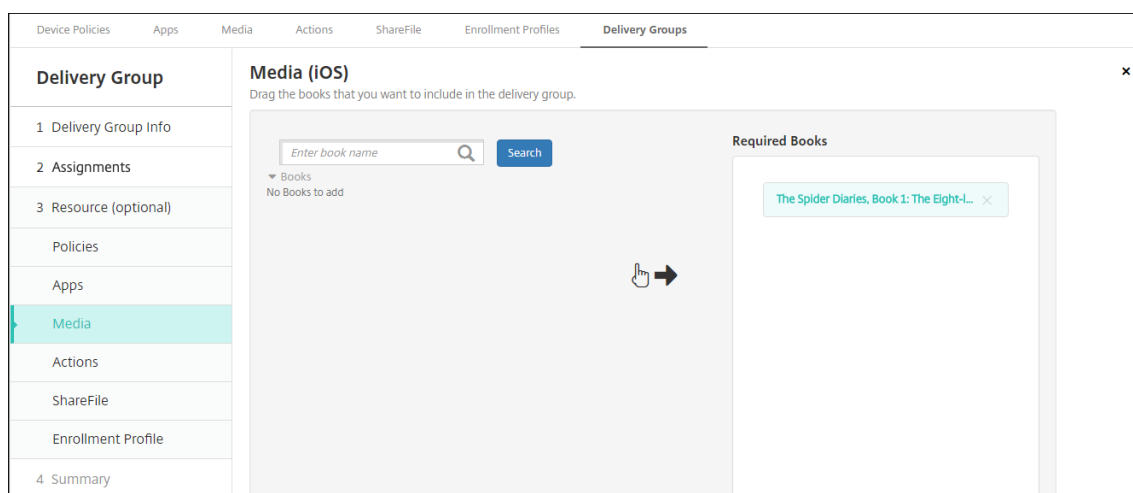 Device Policies Apps Media Actions ShareFile Enrollment Profiles Delivery Groups
Delivery Group
1 Delivery Group Info
2 Assignments
3 Resource (optional)
Policies
Apps
Media
Actions
ShareFile
Enrollment Profile
4 Summary
Media (iOS)
Drag the books that you want to include in the delivery group.
Enter book name
Search
Books
No Books to add
Required Books
The Spider Diaries, Book 1: The Eight-l...